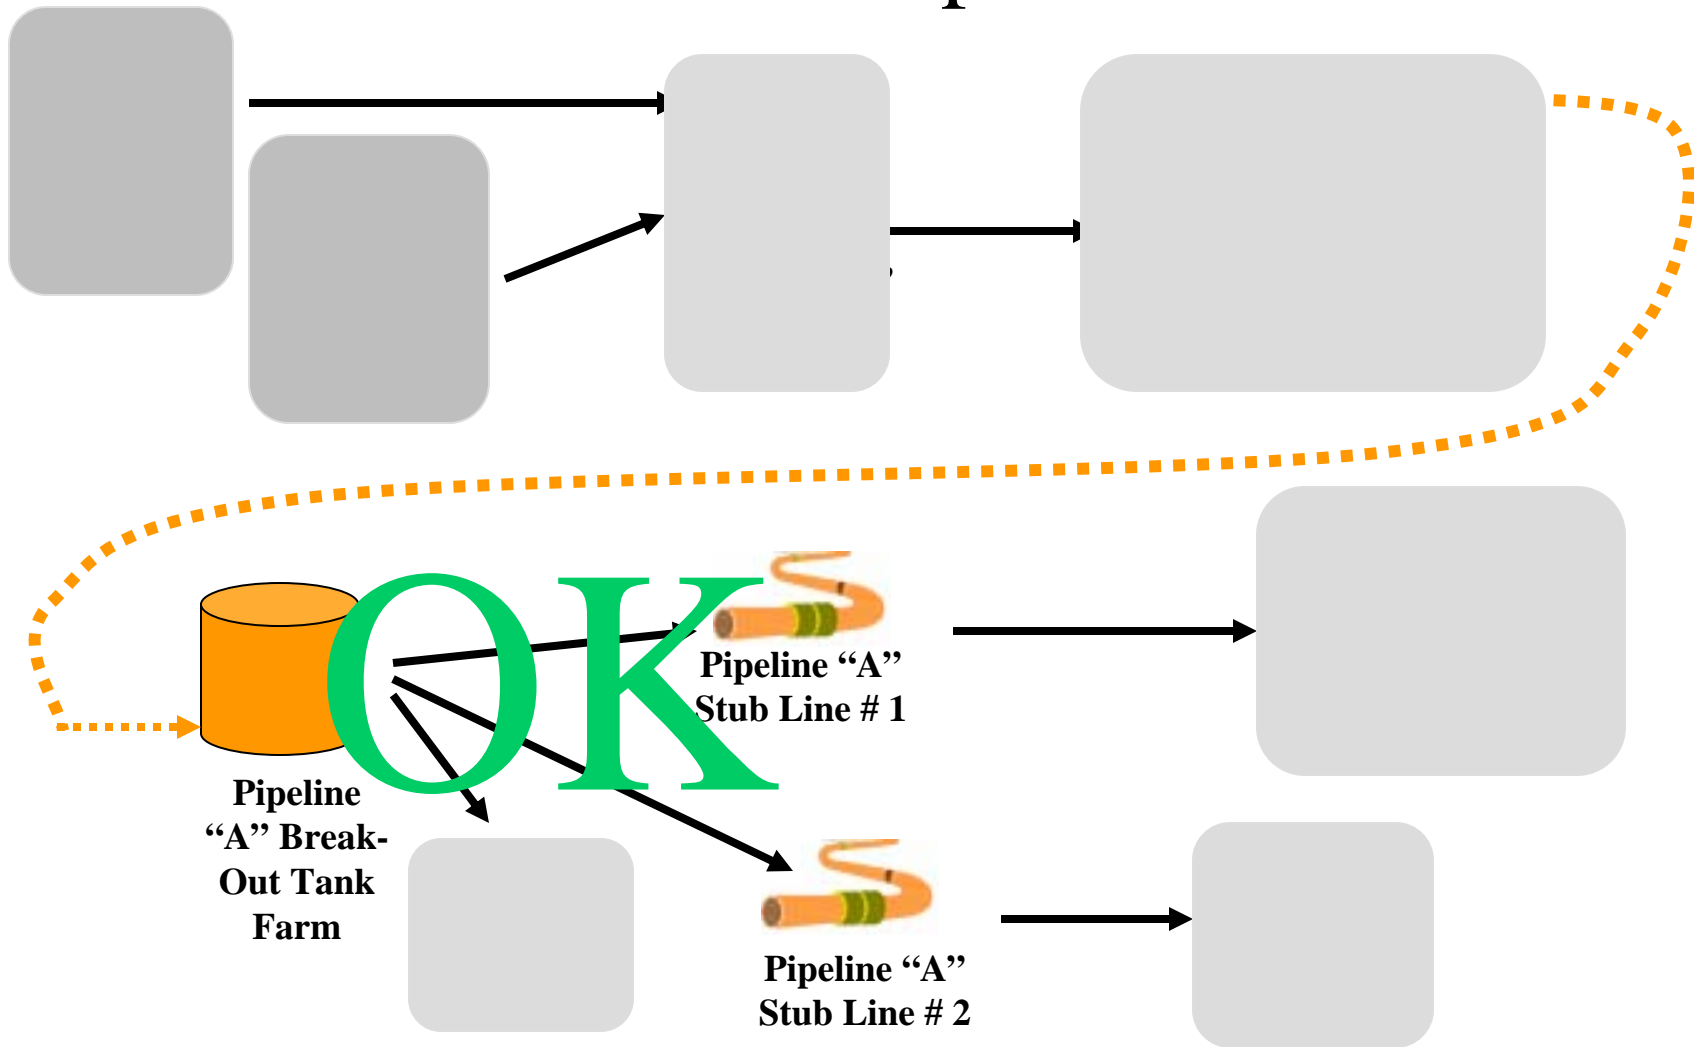 OK
Pipeline “A”
Stub Line # 1
Pipeline
“A” Break-
Out Tank
Farm
Pipeline “A”
Stub Line # 2